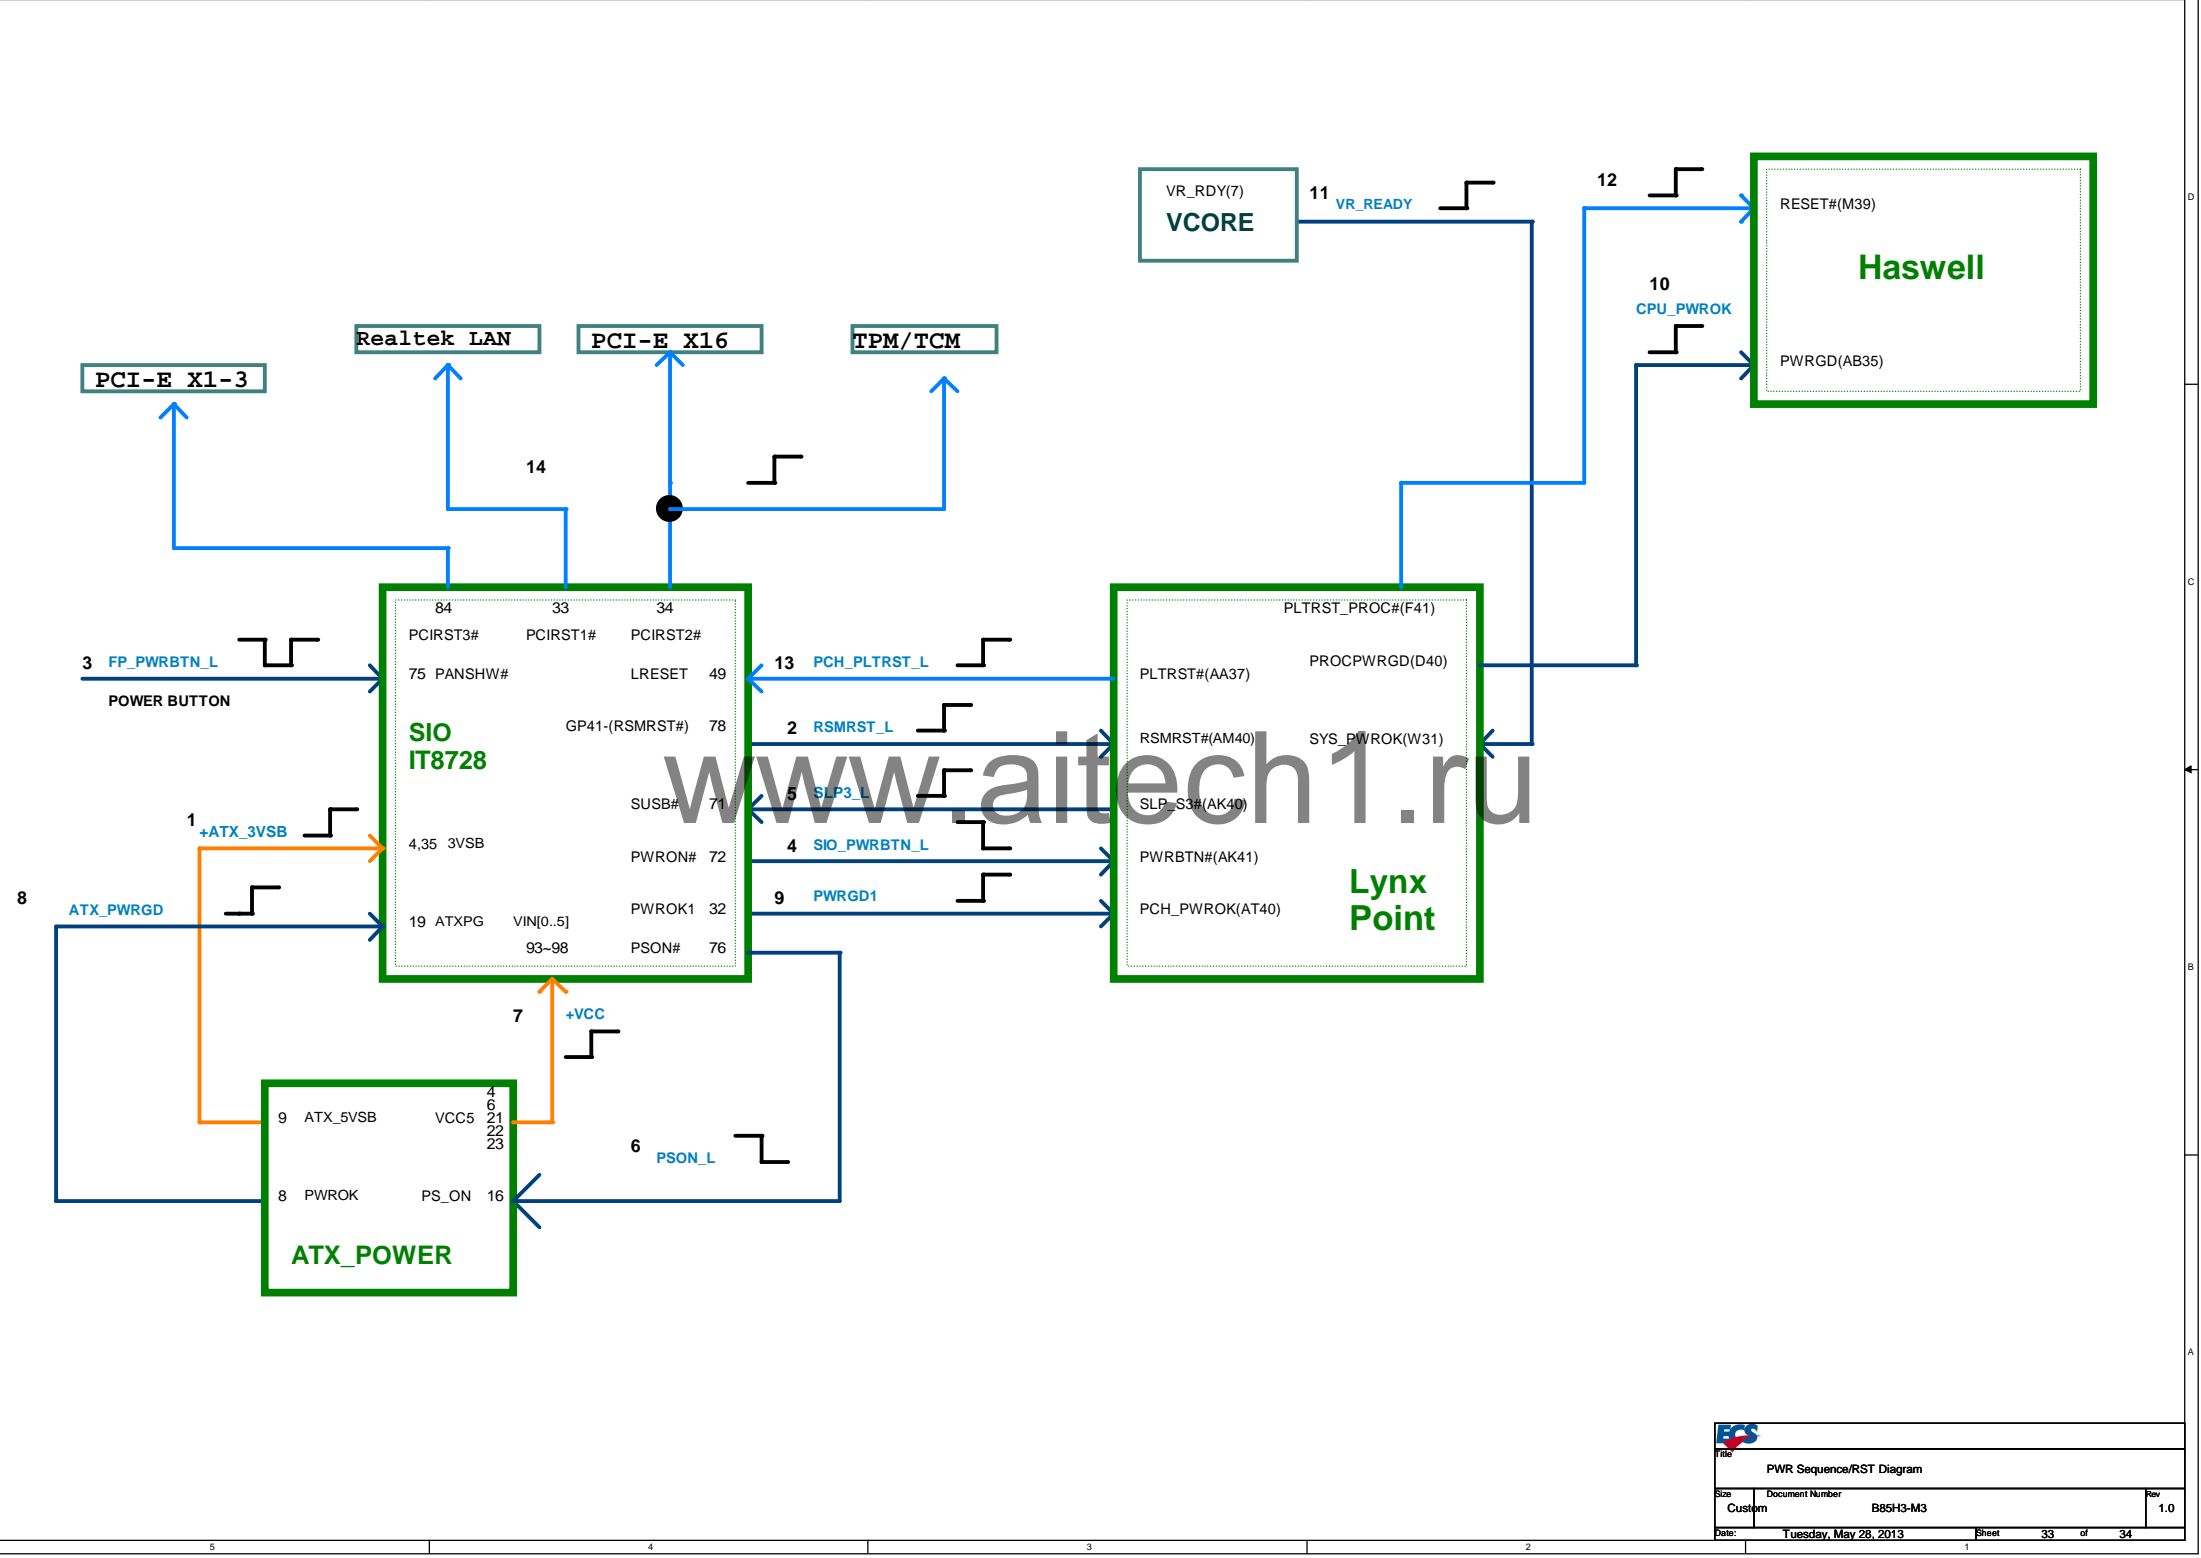 VR_RDY(7)
VCORE
11
VR_READY
12
RESET#(M39)
Haswell
10
CPU_PWROK
PWRGD(AB35)
Realtek LAN
PCI-E X16
TPM/TCM
PCI-E X1-3
14
84
33
34
PCIRST3#
PCIRST1#
PCIRST2#
3
FP_PWRBTN_L
POWER BUTTON
75 PANSHW#
LRESET 49
GP41-(RSMRST#) 78
SIO
IT8728
SUSB# 71
1
+ATX_3VSB
4,35 3VSB
PWRON# 72
8
ATX_PWRGD
19 ATXPG
VIN[0..5]
93~98
PWROK1 32
PSON# 76
13 PCH_PLTRST_L
2 RSMRST_L
5 SLP3_L
4 SIO_PWRBTN_L
9 PWRGD1
PLTRST_PROC#(F41)
PROCPWRGD(D40)
PLTRST#(AA37)
RSMRST#(AM40)
SYS_PWROK(W31)
SLP_S3#(AK40)
PWRBTN#(AK41)
PCH_PWROK(AT40)
Lynx
Point
www.aitech1.ru
7
+VCC
9 ATX_5VSB
VCC5
4
6
21
22
23
8 PWROK
PS_ON 16
ATX_POWER
6
PSON_L
ECS
Title
PWR Sequence/RST Diagram
Size
Document Number
Rev
Custom
B85H3-M3
1.0
Date:
Tuesday, May 28, 2013
Sheet 33 of 34
D
C
B
A
5
4
3
2
1